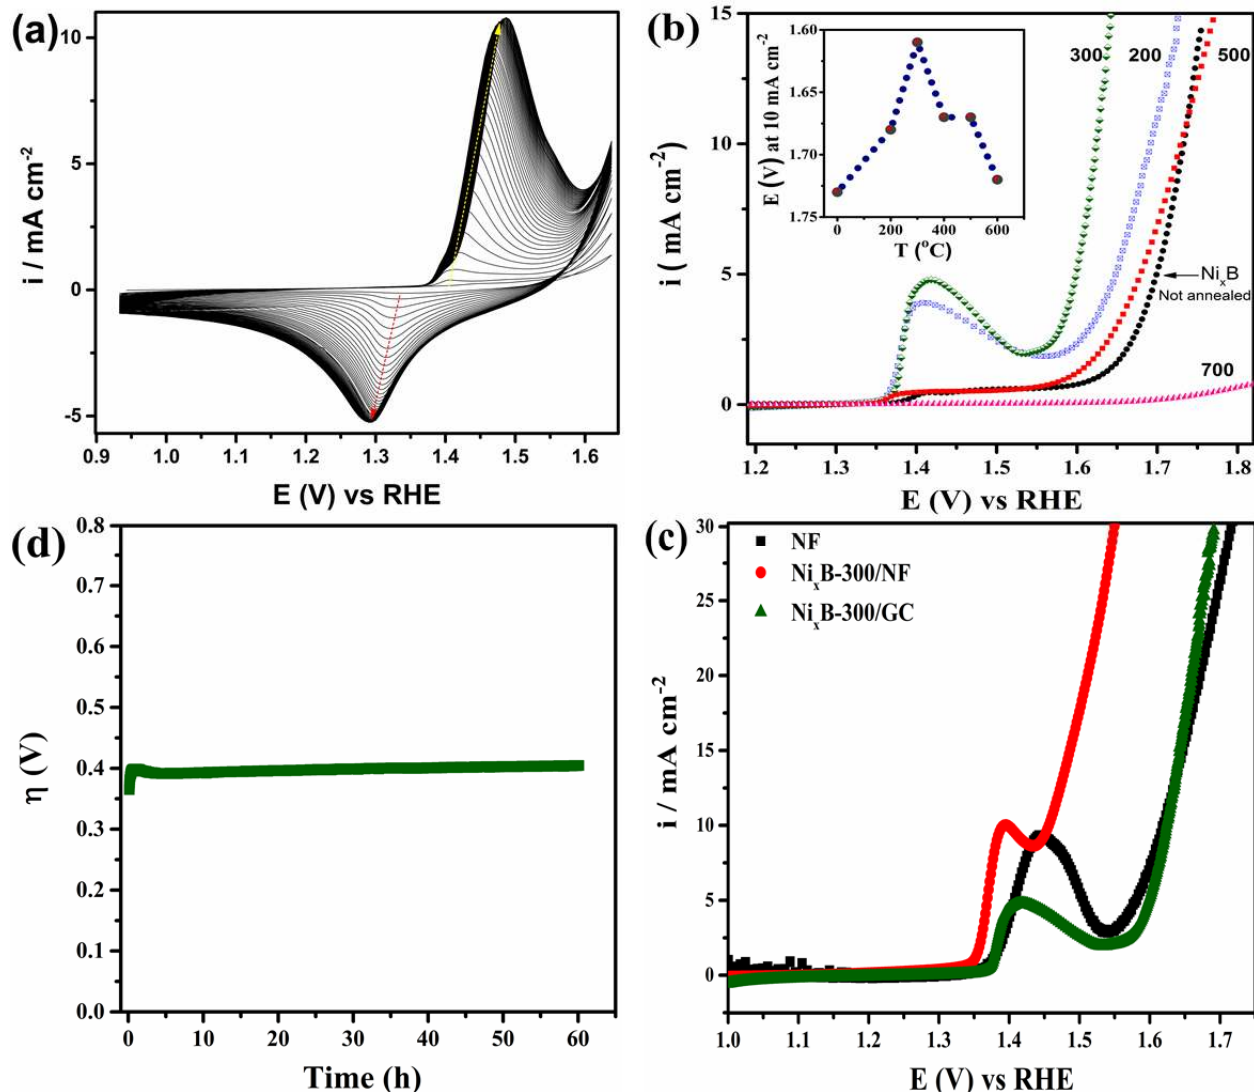 (a)
10
5
0
-5
i / mA cm⁻²
0.9 1.0 1.1 1.2 1.3 1.4 1.5 1.6
E (V) vs RHE
(b)
15
10
5
0
i ( mA cm⁻²)
1.60
1.65
1.70
1.75
E (v) at 10 mA cm⁻²
0 200 400 600
T (°C)
300 200 500
NiₓB
Not annealed
700
1.2 1.3 1.4 1.5 1.6 1.7 1.8
E (V) vs RHE
(d)
0.8
0.7
0.6
0.5
0.4
0.3
0.2
0.1
0.0
η (V)
0 10 20 30 40 50 60
Time (h)
(c)
30
25
20
15
10
5
0
i / mA cm⁻²
NF
NiₓB-300/NF
NiₓB-300/GC
1.0 1.1 1.2 1.3 1.4 1.5 1.6 1.7
E (V) vs RHE